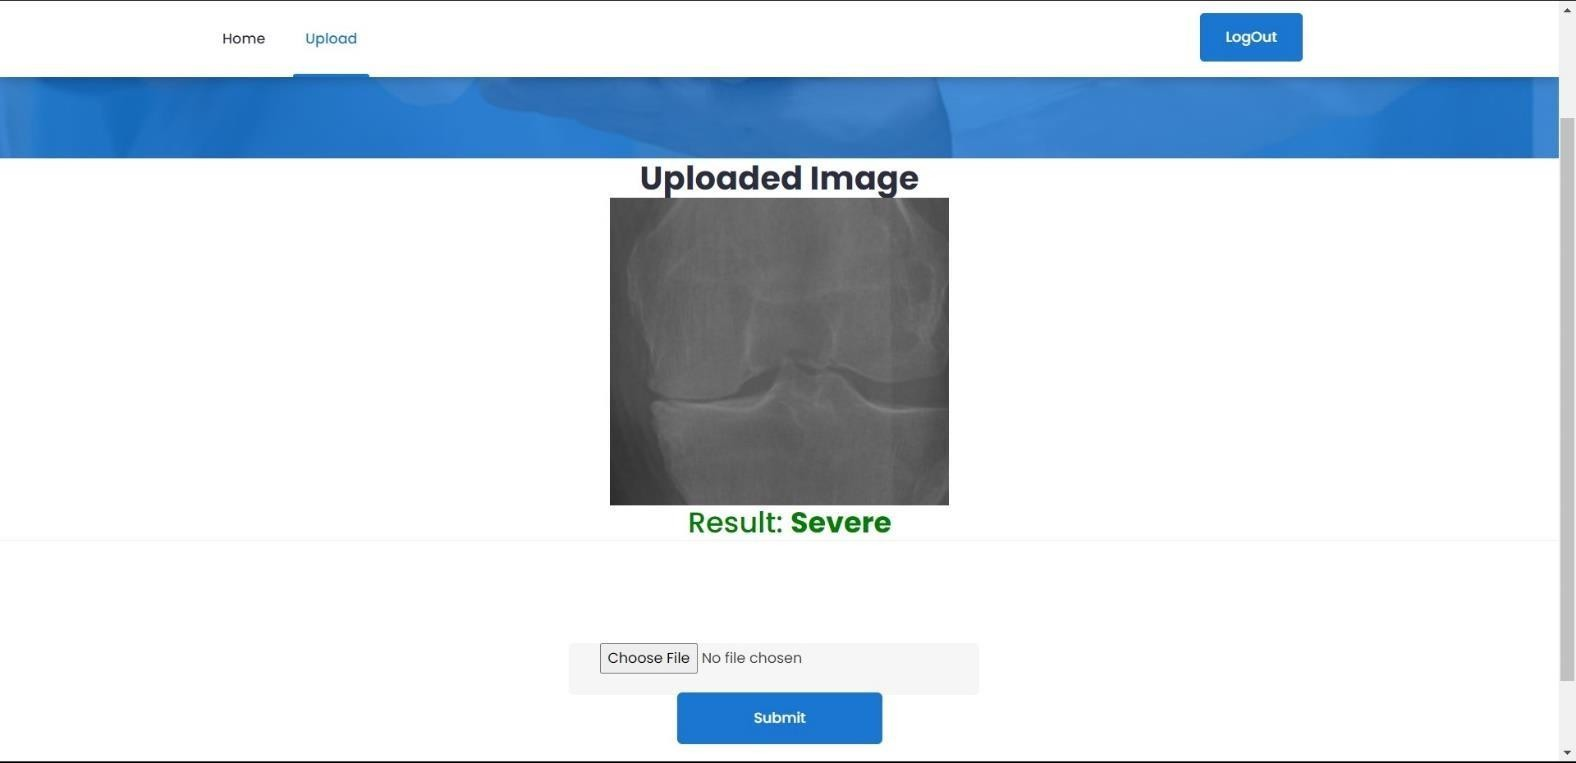 Home Upload LogOut
Uploaded Image
Result: Severe
Choose File No file chosen
Submit